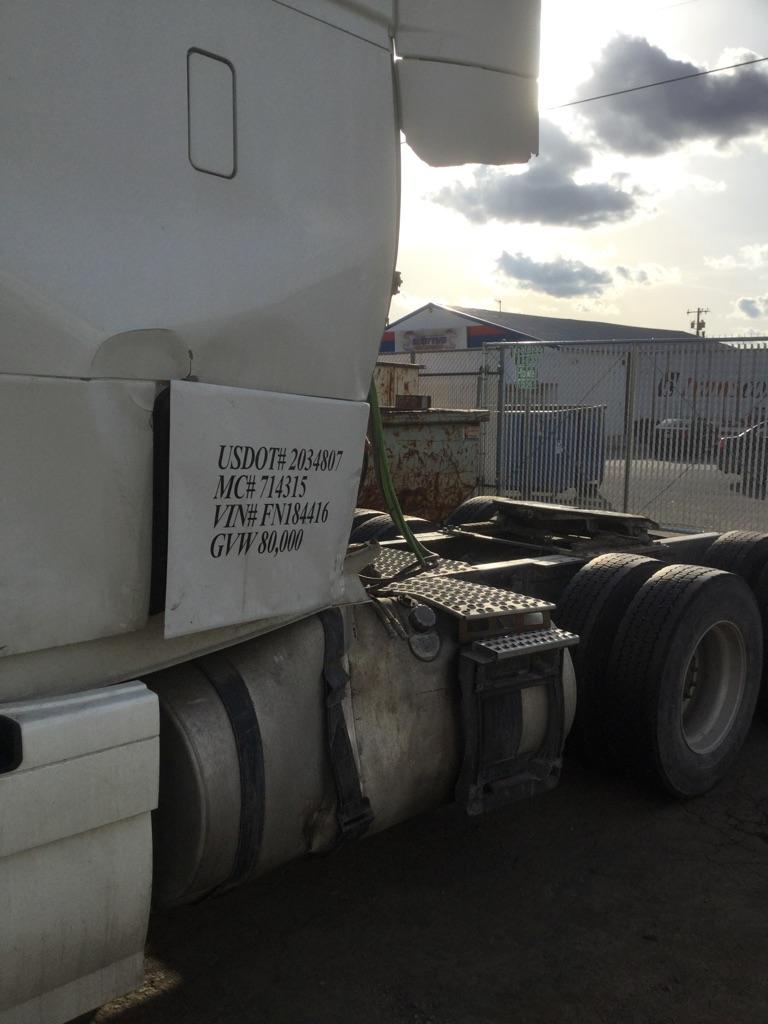 USDOT# 2034807
MC# 714315
VIN# FN184416
GVW 80,000